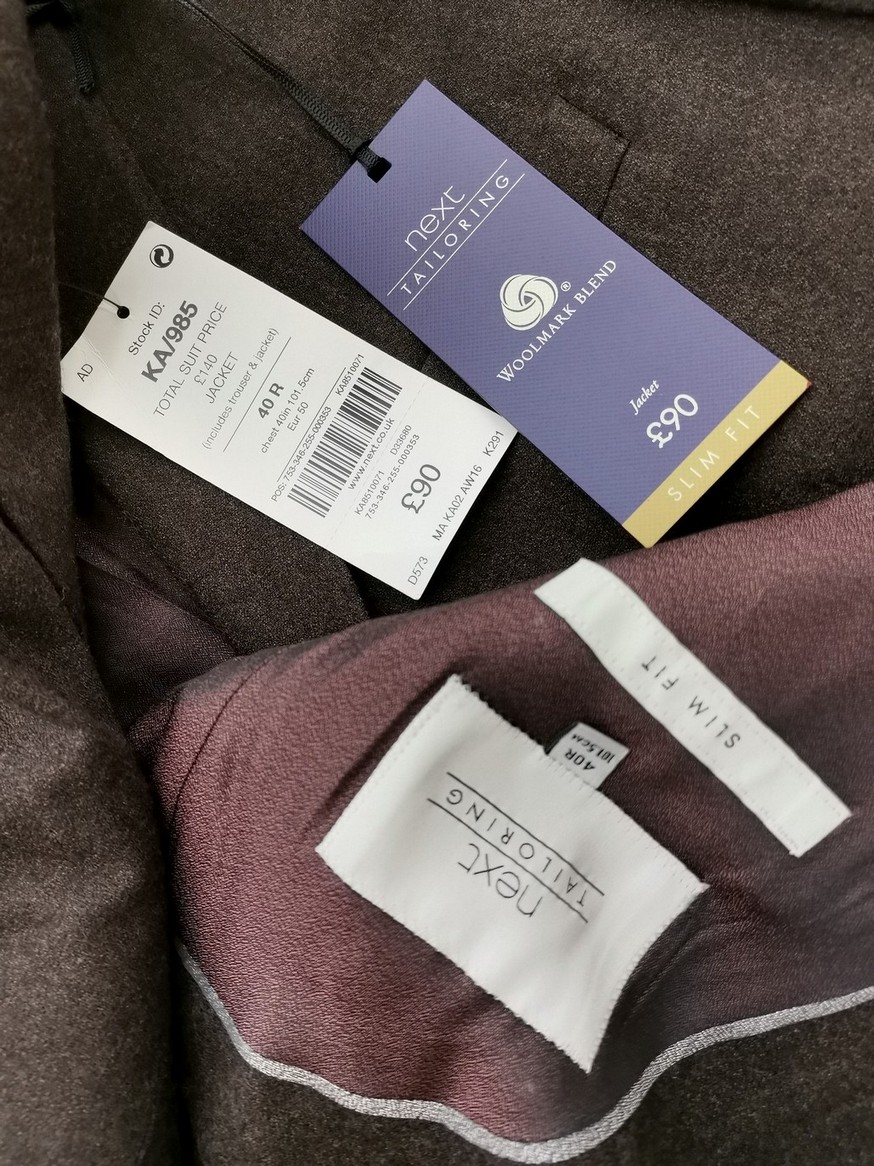 AD
Stock ID:
KA/985
TOTAL SUIT PRICE
£140
JACKET
(includes trouser & jacket)
40 R
chest 40in 101.5cm
Eur 50
POS: 753-346-255-000353 KA8510071
www.next.co.uk
KA8510071 D03680
753-346-255-000353
£90
D573 MA KA02 AW16 K291
next
TAILORING
®
WOOLMARK BLEND
Jacket
£90
SLIM FIT
SLIM FIT
40R
101.5CM
next
TAILORING